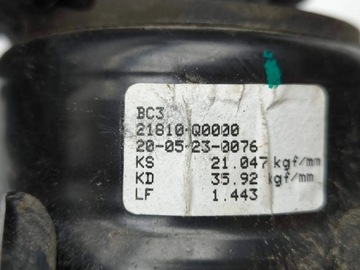 BC3
21810-Q0000
20-05-23-0076
KS 21.047 kgf/mm
KD 35.92 kgf/mm
LF 1.443